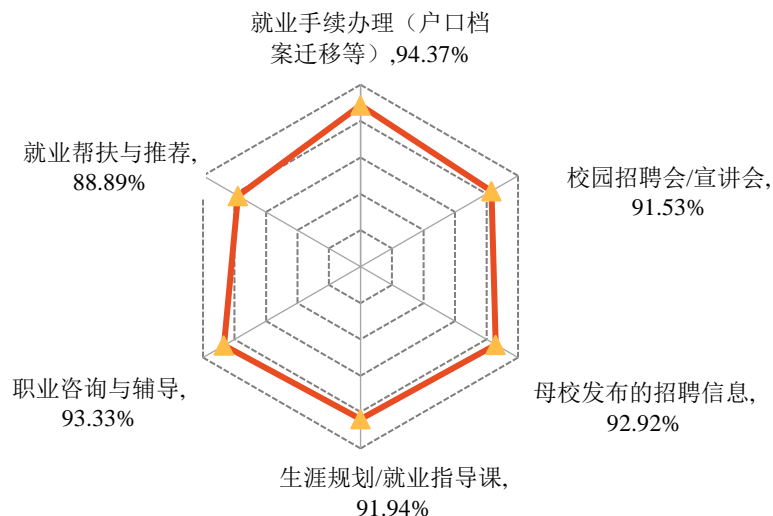 就业手续办理（户口档
案迁移等）,94.37%
就业帮扶与推荐,
88.89%
校园招聘会/宣讲会,
91.53%
职业咨询与辅导,
93.33%
母校发布的招聘信息,
92.92%
生涯规划/就业指导课,
91.94%